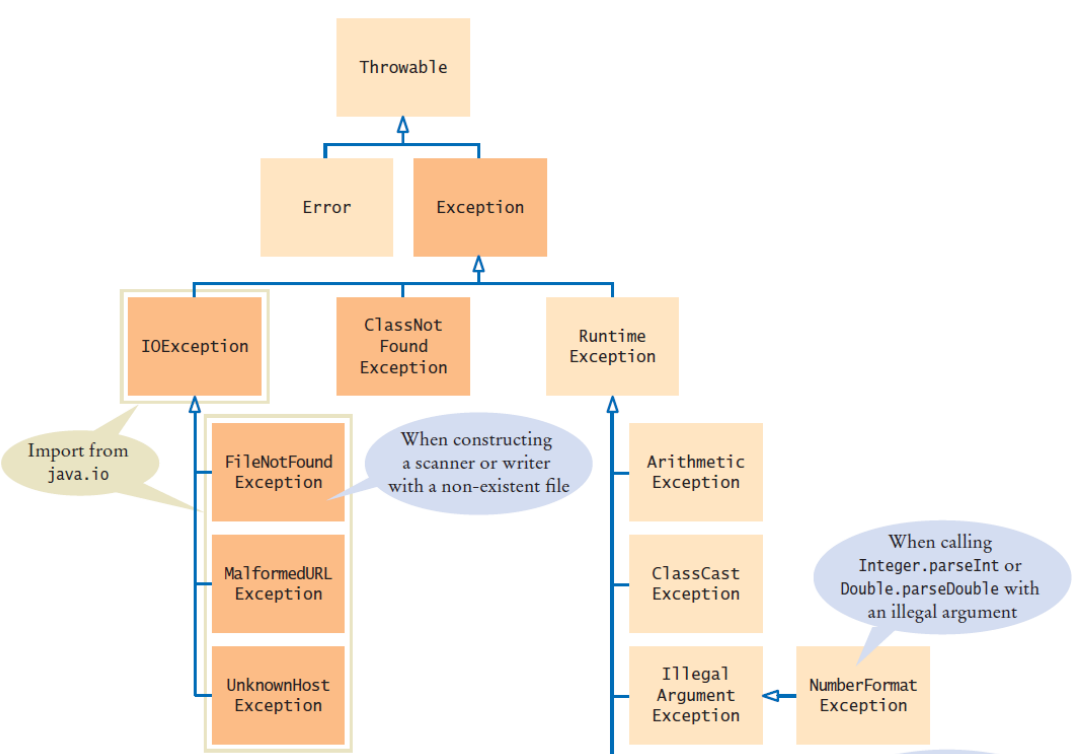 Throwable
Error
Exception
IOException
ClassNot
Found
Exception
Runtime
Exception
Import from
java.io
FileNotFound
Exception
When constructing
a scanner or writer
with a non-existent file
Arithmetic
Exception
MalformedURL
Exception
ClassCast
Exception
When calling
Integer.parseInt or
Double.parseDouble with
an illegal argument
UnknownHost
Exception
Illegal
Argument
Exception
NumberFormat
Exception